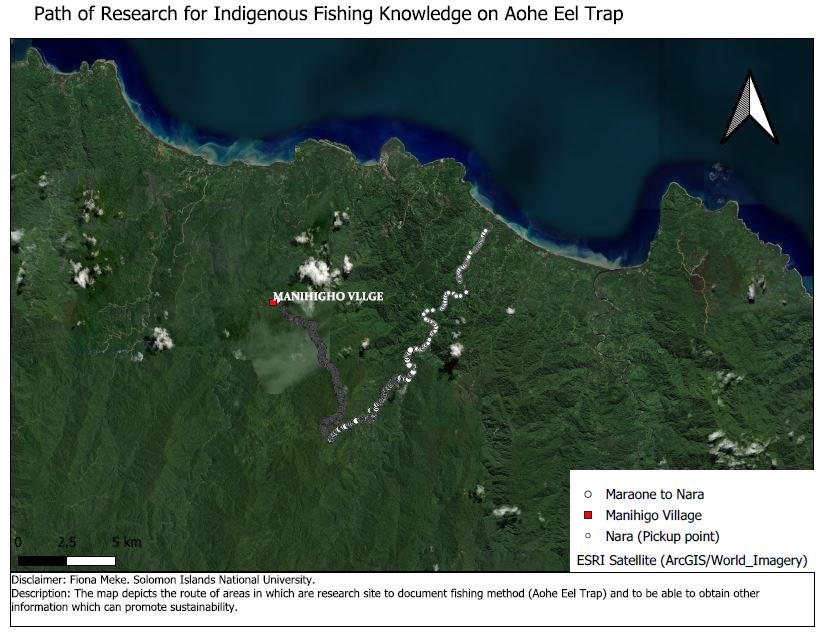 Path of Research for Indigenous Fishing Knowledge on Aohe Eel Trap
MANIHIGHO VLLGE
0 2.5 5 km
Maraone to Nara
Manihigo Village
Nara (Pickup point)
ESRI Satellite (ArcGIS/World_Imagery)
Disclaimer: Fiona Meke. Solomon Islands National University.
Description: The map depicts the route of areas in which are research site to document fishing method (Aohe Eel Trap) and to be able to obtain other
information which can promote sustainability.